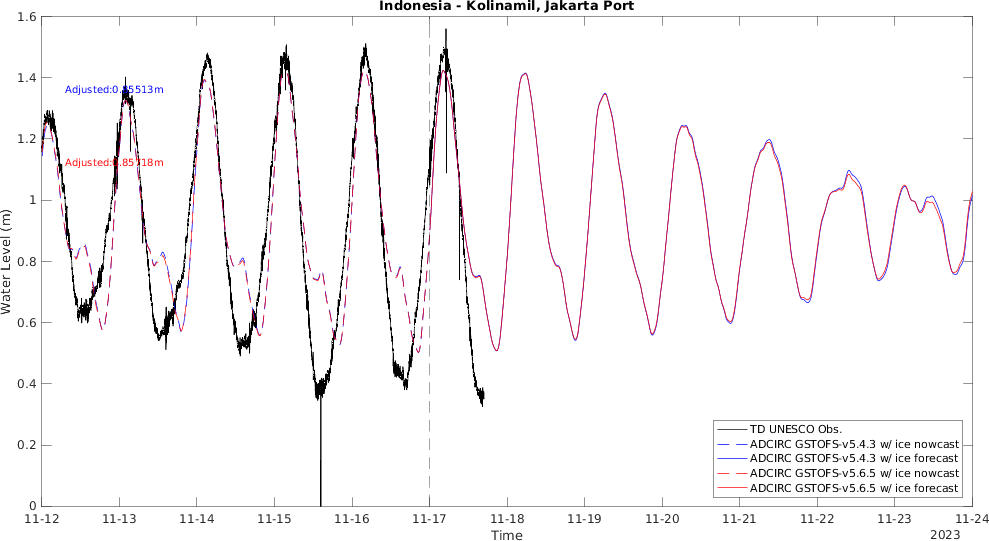 Indonesia - Kolinamil, Jakarta Port
1.6
1.4
1.2
1
0.8
0.6
0.4
0.2
0
Water Level (m)
Adjusted:
Adjusted:
TD UNESCO Obs.
ADCIRC GSTOFS-v5.4.3 w/ ice nowcast
ADCIRC GSTOFS-v5.4.3 w/ ice forecast
ADCIRC GSTOFS-v5.6.5 w/ ice nowcast
ADCIRC GSTOFS-v5.6.5 w/ ice forecast
11-12 11-13 11-14 11-15 11-16 11-17 11-18 11-19 11-20 11-21 11-22 11-23 11-24
Time
2023